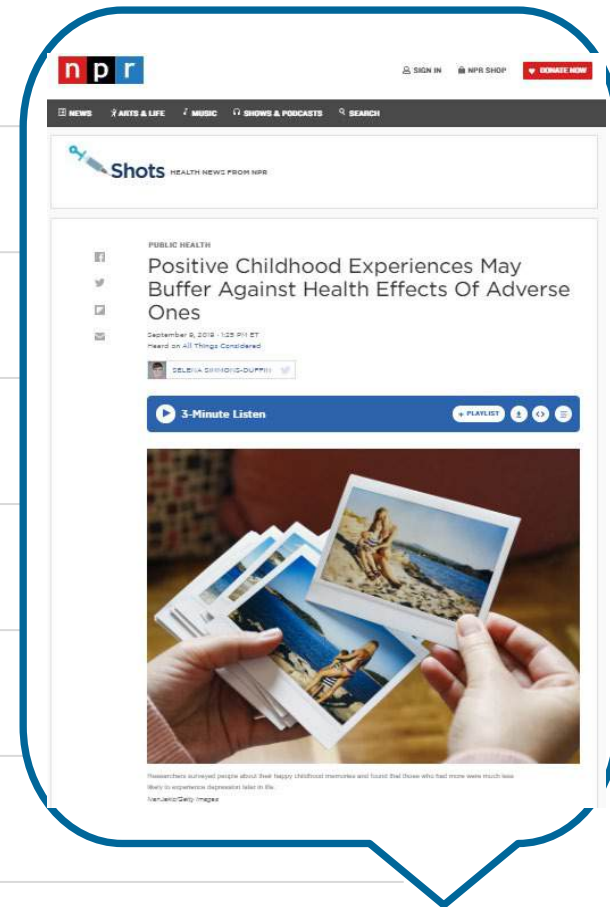 npr
SIGN IN NPR SHOP DONATE NOW
NEWS ARTS & LIFE MUSIC SHOWS & PODCASTS SEARCH
Shots HEALTH NEWS FROM NPR
PUBLIC HEALTH
Positive Childhood Experiences May
Buffer Against Health Effects Of Adverse
Ones
September 9, 2019 · 1:25 PM ET
Heard on All Things Considered
SELENA SIMMONS-DUFFIN
3-Minute Listen + PLAYLIST
Researchers surveyed people about their happy childhood memories and found that those who had more were much less
likely to experience depression later in life.
/Getty Images